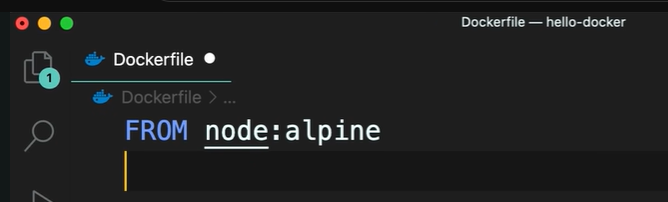 Dockerfile — hello-docker
Dockerfile
1
Dockerfile > ...
FROM node:alpine